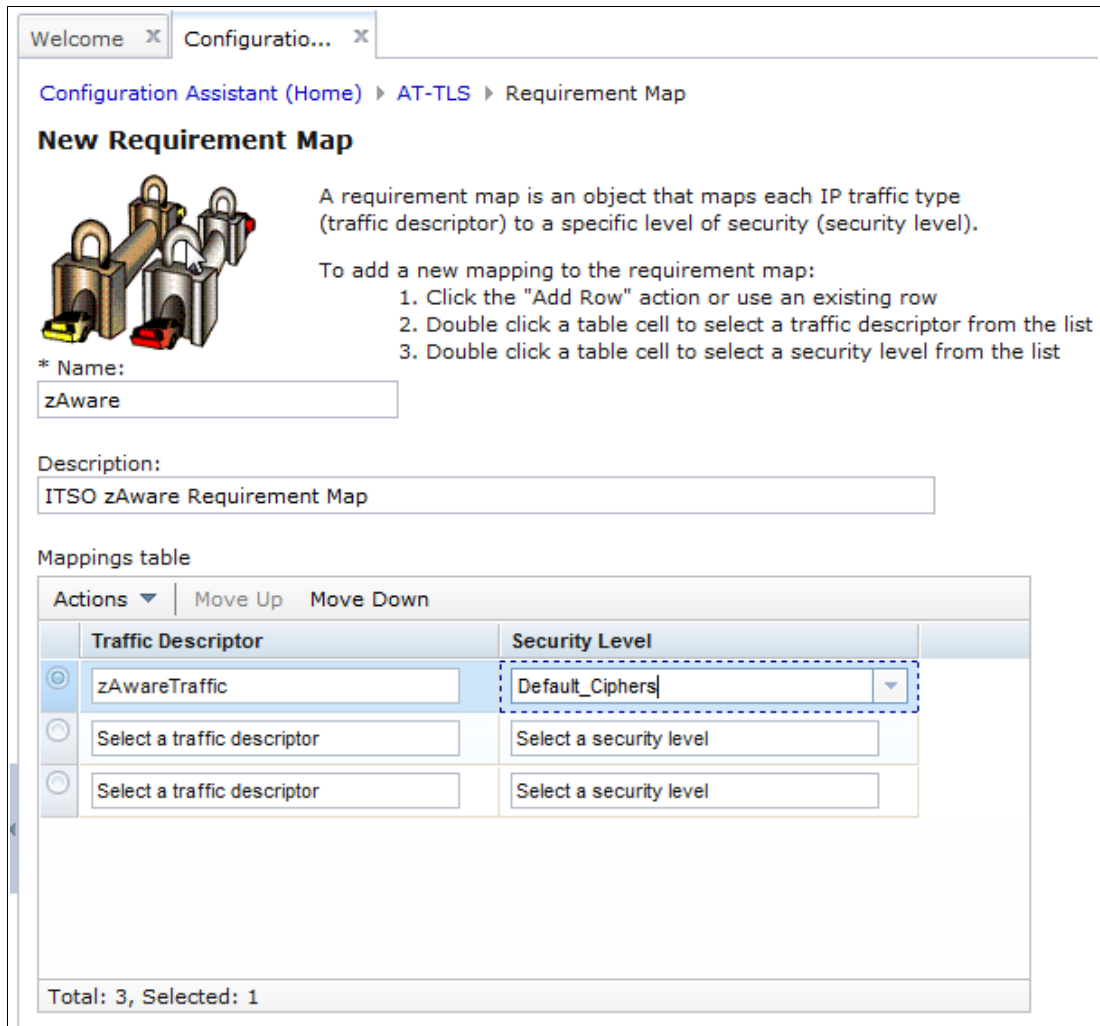 Welcome x Configuratio... x
Configuration Assistant (Home) ▶ AT-TLS ▶ Requirement Map
New Requirement Map
A requirement map is an object that maps each IP traffic type
(traffic descriptor) to a specific level of security (security level).
To add a new mapping to the requirement map:
1. Click the "Add Row" action or use an existing row
2. Double click a table cell to select a traffic descriptor from the list
3. Double click a table cell to select a security level from the list
* Name:
zAware
Description:
ITSO zAware Requirement Map
Mappings table
Actions Move Up Move Down
Traffic Descriptor Security Level
zAwareTraffic Default_Ciphers
Select a traffic descriptor Select a security level
Select a traffic descriptor Select a security level
Total: 3, Selected: 1